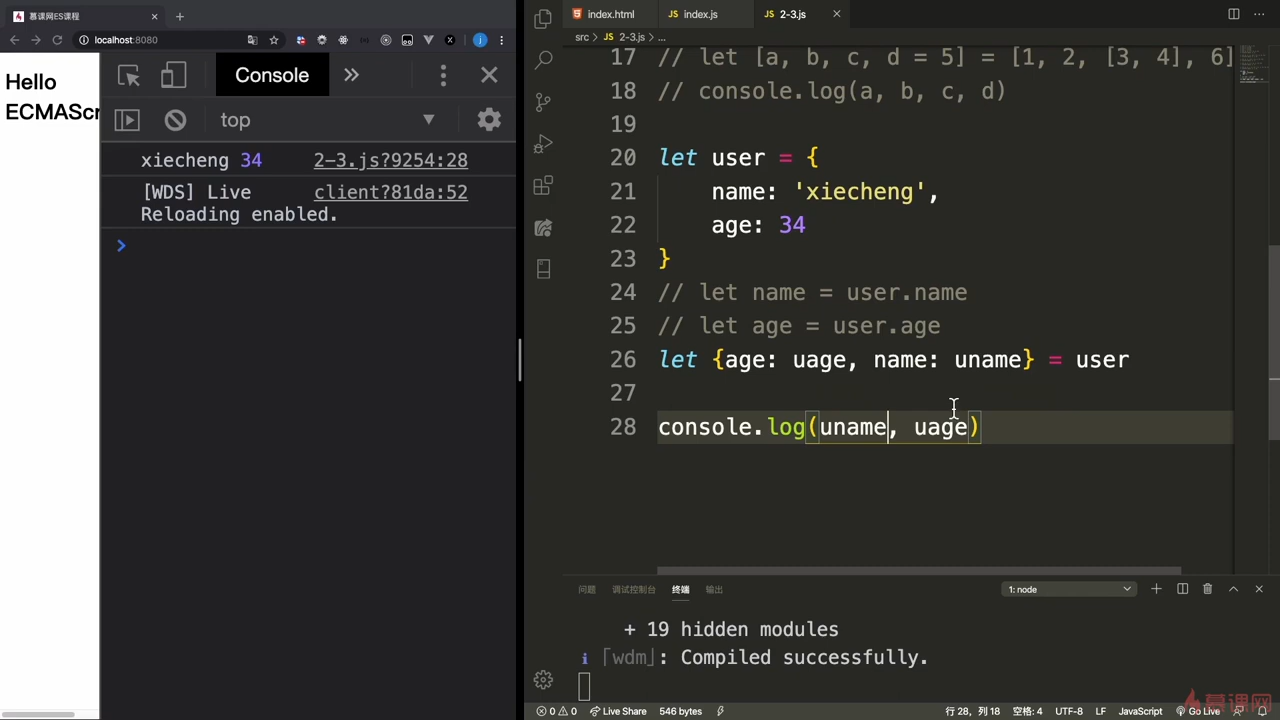 慕课网ES课程
localhost:8080
Hello
ECMAScr
Console
top
xiecheng 34 2-3.js?9254:28
[WDS] Live client?81da:52
Reloading enabled.
index.html index.js 2-3.js
src > JS 2-3.js > ...
17 // let [a, b, c, d = 5] = [1, 2, [3, 4], 6]
18 // console.log(a, b, c, d)
19
20 let user = {
21 name: 'xiecheng',
22 age: 34
23 }
24 // let name = user.name
25 // let age = user.age
26 let {age: uage, name: uname} = user
27
28 console.log(uname, uage)
问题 调试控制台 终端 输出 1: node
+ 19 hidden modules
i ｢wdm｣: Compiled successfully.
0 0 Live Share 546 bytes 行 28，列 18 空格: 4 UTF-8 LF JavaScript Go Live
慕课网